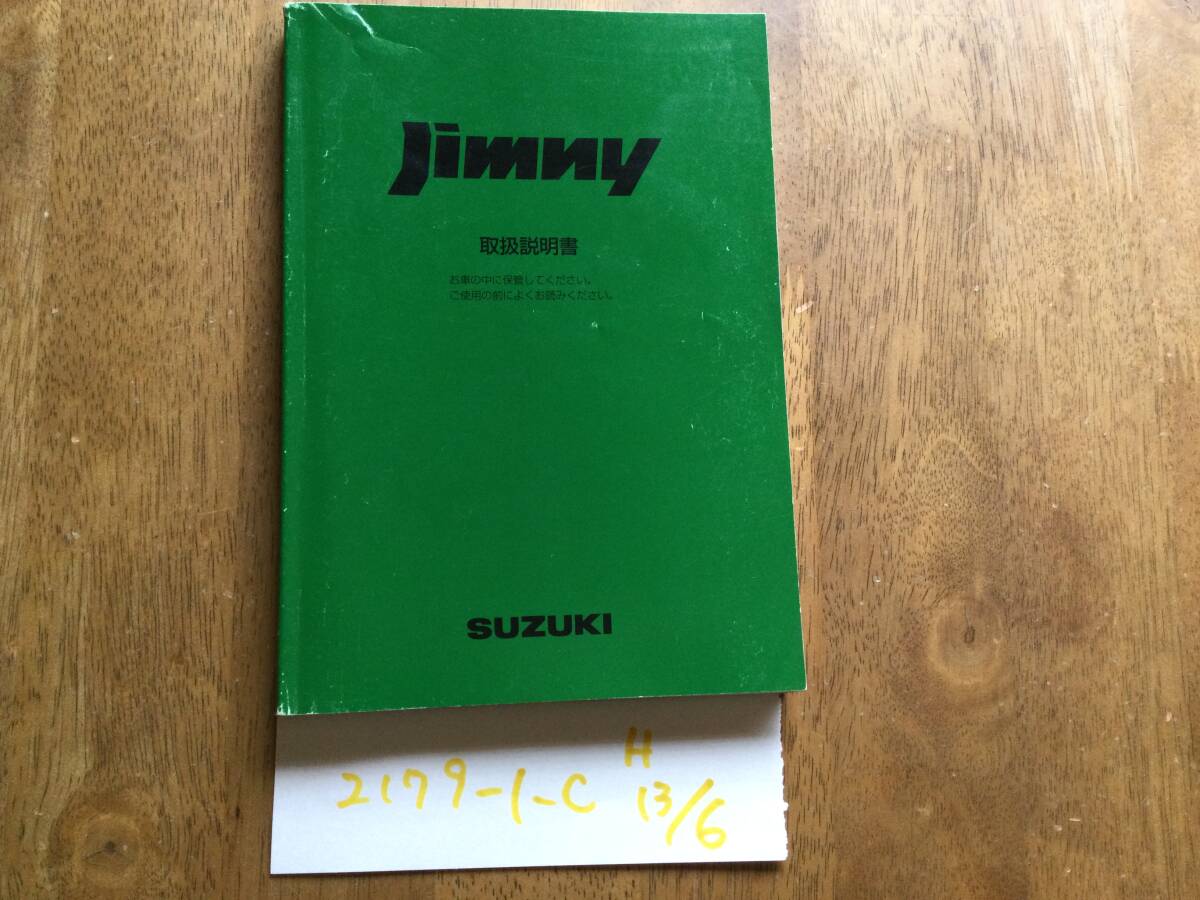 Jimny
取扱説明書
お車の中に保管してください。
ご使用の前によくお読みください。
SUZUKI
2179-1-C H 13/6